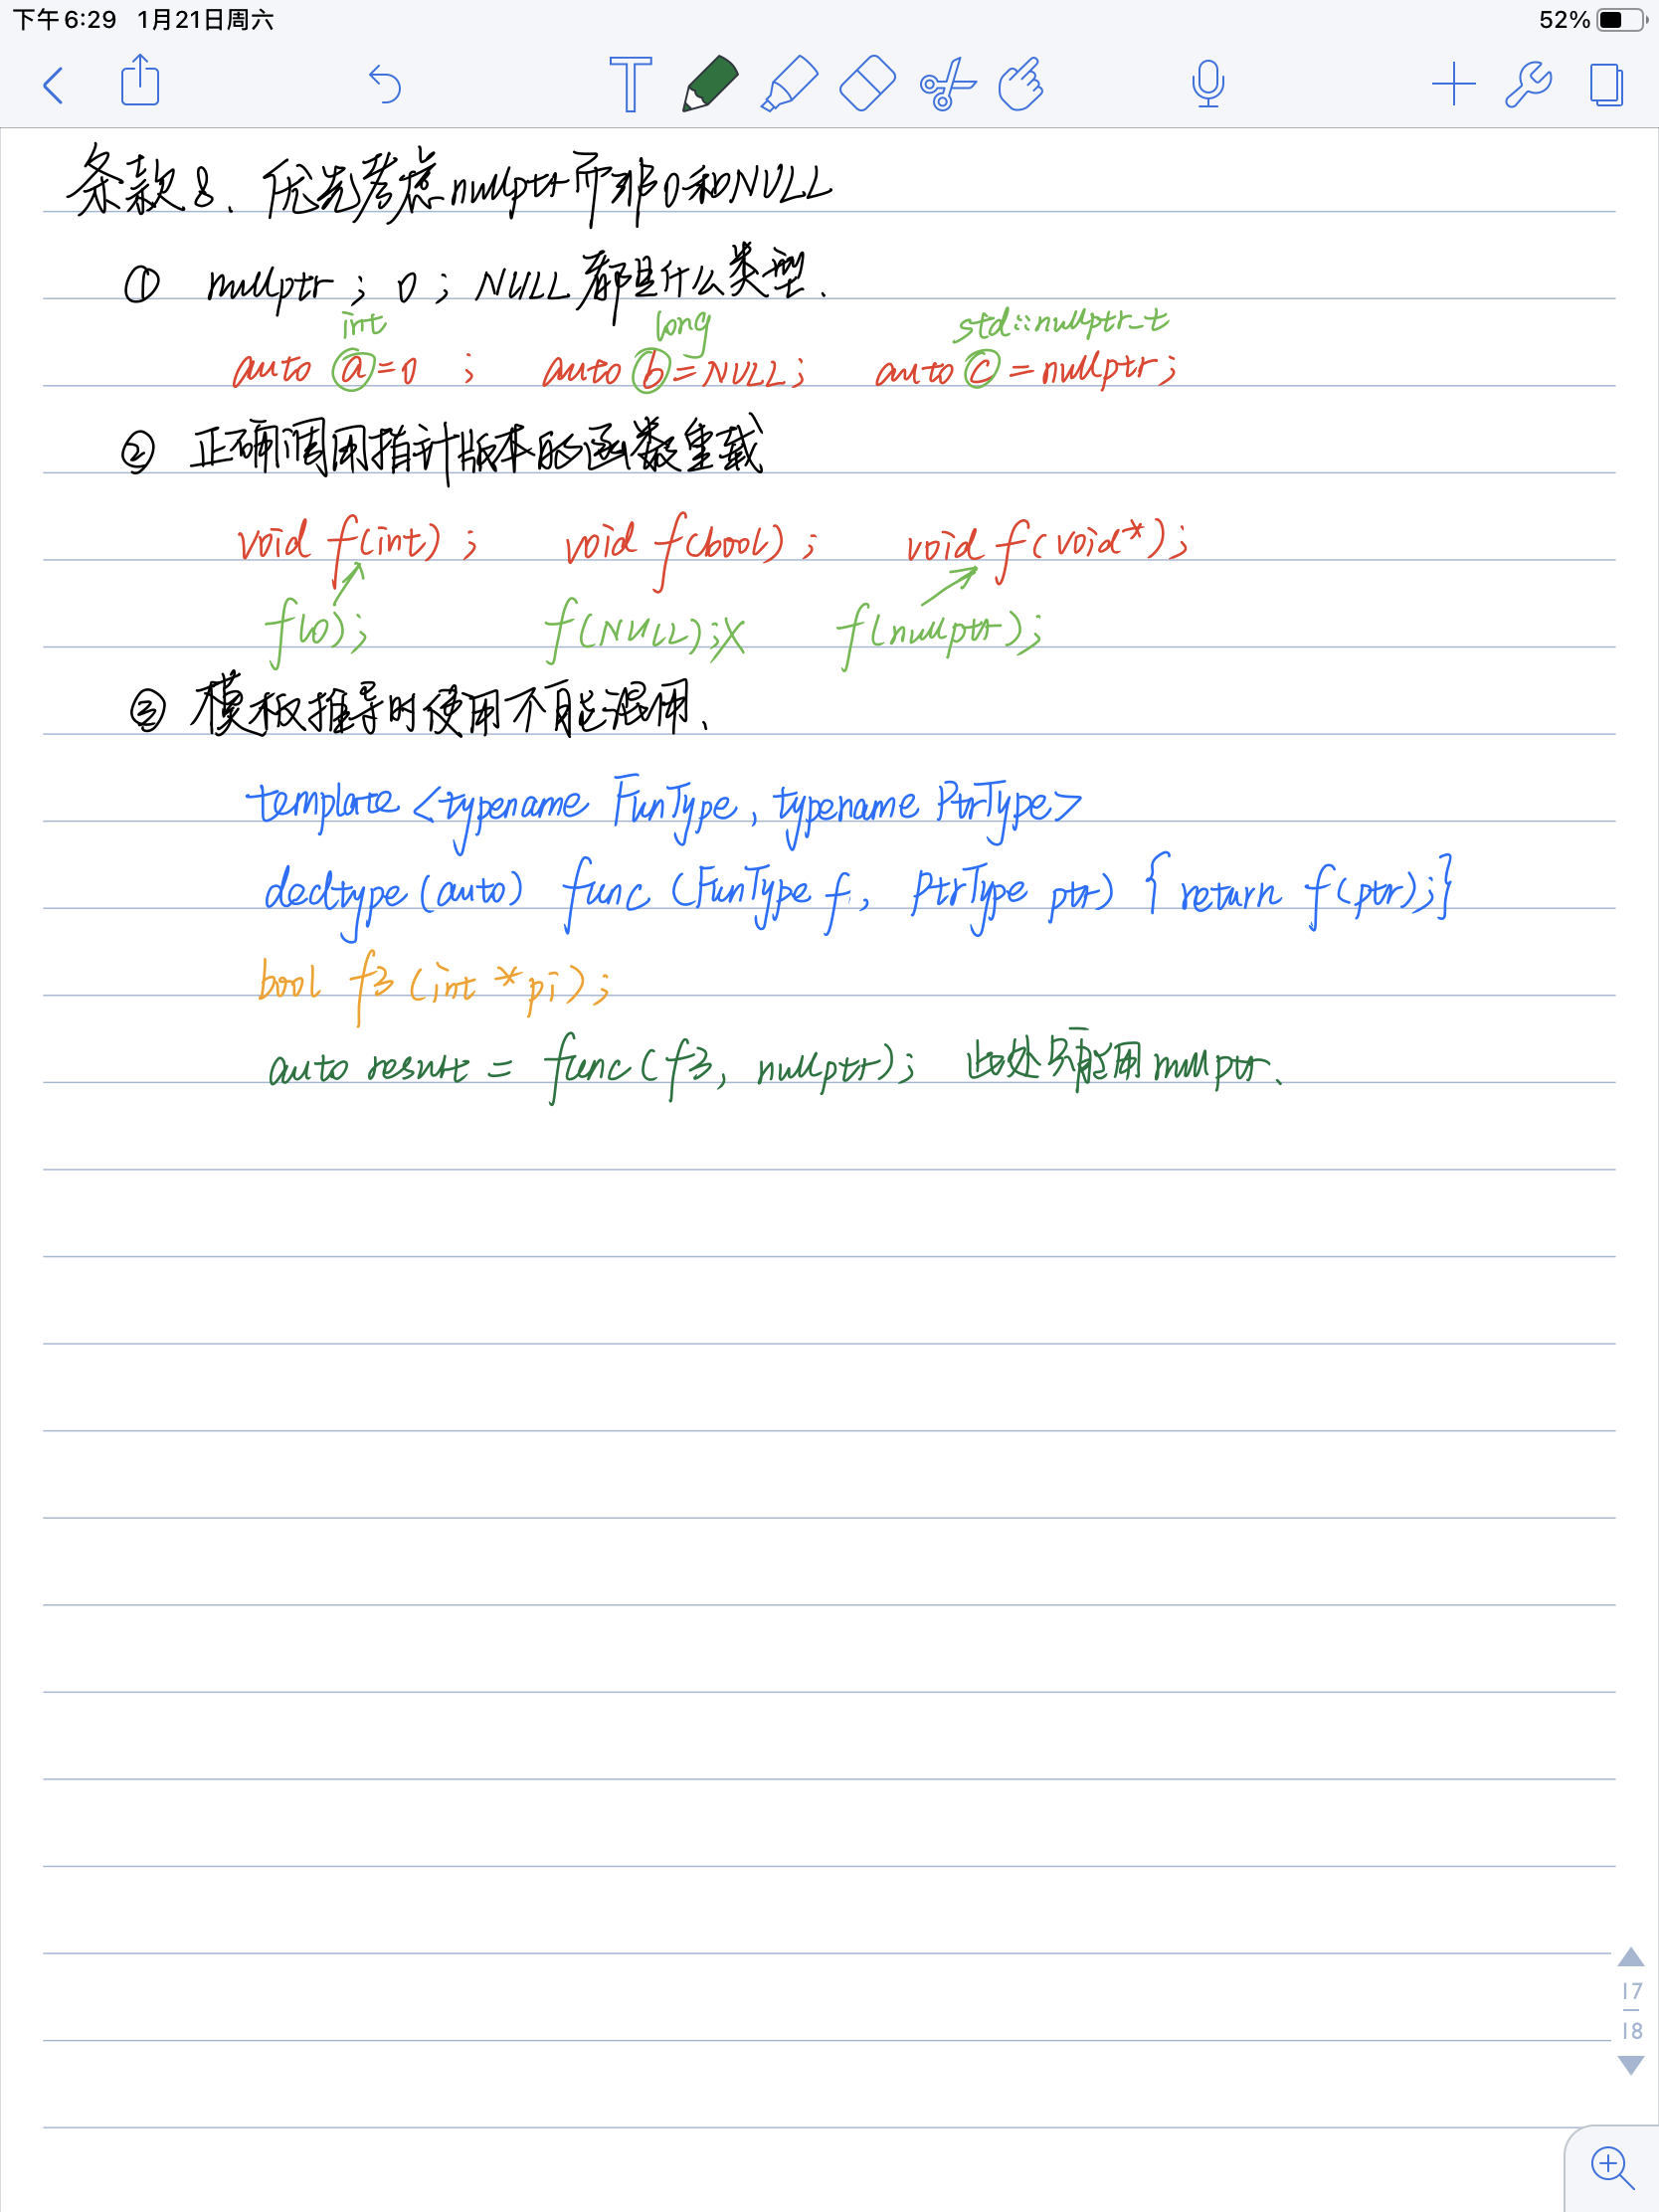 下午6:29 1月21日周六 52%
条款8、优先考虑nullptr而非0和NULL
① nullptr ; 0 ; NULL 都是什么类型.
int long std::nullptr_t
auto a=0 ; auto b=NULL; auto c=nullptr;
② 正确调用指针版本的函数重载
void f(int) ; void f(bool) ; void f(void*);
f(0); f(NULL);X f(nullptr);
③ 模板推导时使用不能混用、
template <typename FunType, typename PtrType>
decltype(auto) func (FunType f, PtrType ptr) { return f(ptr);}
bool f3 (int *pi);
auto result = func(f3, nullptr); 此处只能用nullptr、
17
18